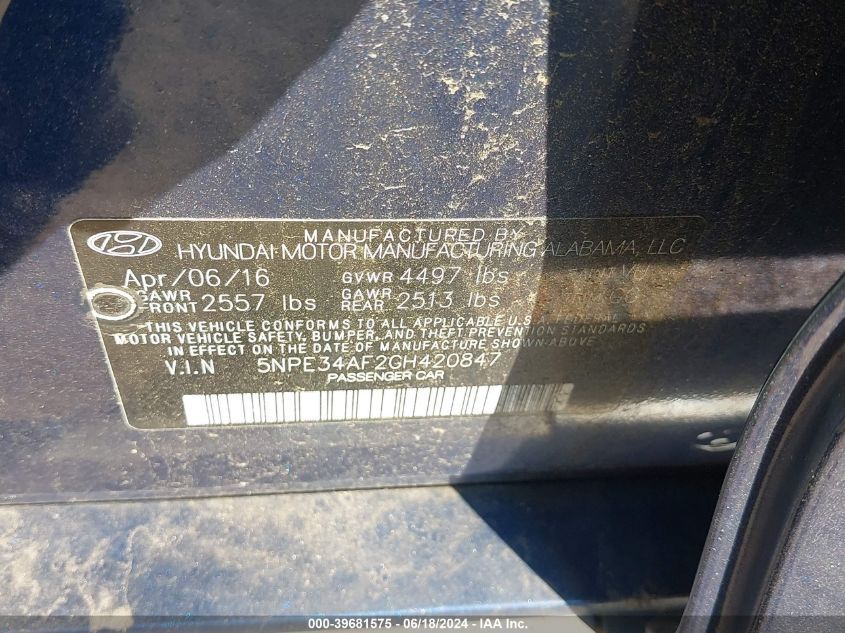 MANUFACTURED BY
HYUNDAI MOTOR MANUFACTURING ALABAMA, LLC
Apr/06/16 GVWR 4497 lbs
GAWR FRONT 2557 lbs GAWR REAR 2513 lbs
THIS VEHICLE CONFORMS TO ALL APPLICABLE U.S.A FEDERAL
MOTOR VEHICLE SAFETY, BUMPER, AND THEFT PREVENTION STANDARDS
IN EFFECT ON THE DATE OF MANUFACTURE SHOWN ABOVE
V.I.N 5NPE34AF2GH420847
PASSENGER CAR
000-39681575 - 06/18/2024 - IAA Inc.